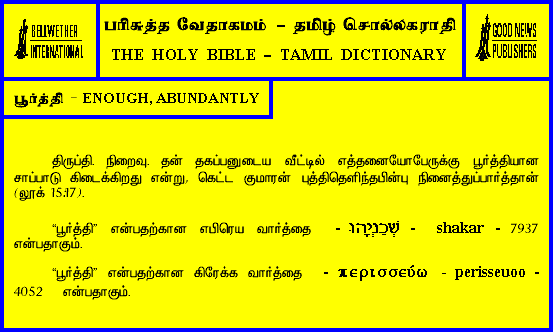 BELLWETHER
INTERNATIONAL
பரிசுத்த வேதாகமம் – தமிழ் சொல்லகராதி
THE HOLY BIBLE – TAMIL DICTIONARY
GOOD NEWS
PUBLISHERS
பூர்த்தி – ENOUGH, ABUNDANTLY
திருப்தி. நிறைவு. தன் தகப்பனுடைய வீட்டில் எத்தனையோபேருக்கு பூர்த்தியான
சாப்பாடு கிடைக்கிறது என்று, கெட்ட குமாரன் புத்திதெளிந்தபின்பு நினைத்துப்பார்த்தான்
(லூக் 15:17).
“பூர்த்தி” என்பதற்கான எபிரெய வார்த்தை - שְׁכַנְיָהוּ - shakar - 7937
என்பதாகும்.
“பூர்த்தி” என்பதற்கான கிரேக்க வார்த்தை - περισσεύω - perisseuoo -
4052 என்பதாகும்.